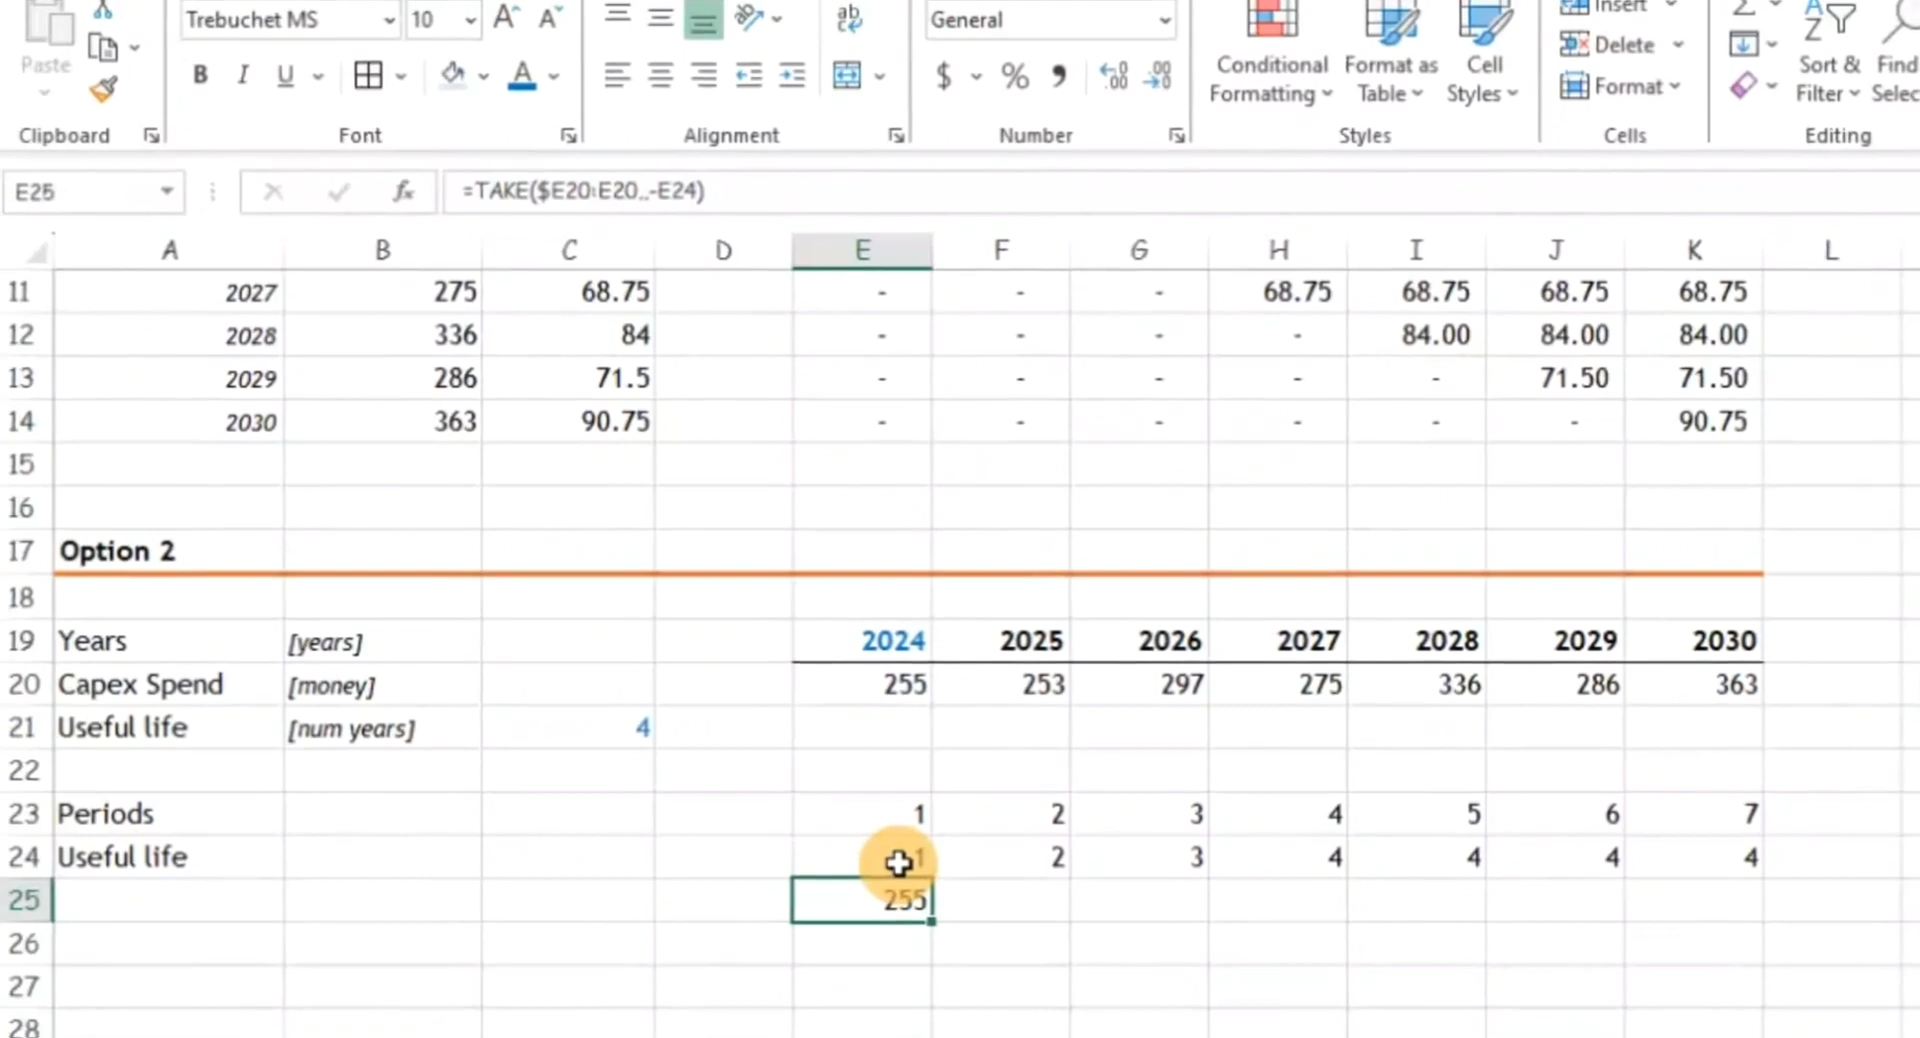 Trebuchet MS 10 A A ab General Insert
Paste Delete
B I U A $ % 9 Conditional Formatting Format as Table Cell Styles Format Sort & Filter Find
Clipboard Font Alignment Number Styles Cells Editing
E25 fx =TAKE($E20:E20,,-E24)
A B C D E F G H I J K L
11 2027 275 68.75 - - - 68.75 68.75 68.75 68.75
12 2028 336 84 - - - - 84.00 84.00 84.00
13 2029 286 71.5 - - - - - 71.50 71.50
14 2030 363 90.75 - - - - - - 90.75
15
16
17 Option 2
18
19 Years [years] 2024 2025 2026 2027 2028 2029 2030
20 Capex Spend [money] 255 253 297 275 336 286 363
21 Useful life [num years] 4
22
23 Periods 1 2 3 4 5 6 7
24 Useful life 1 2 3 4 4 4 4
25 255
26
27
28